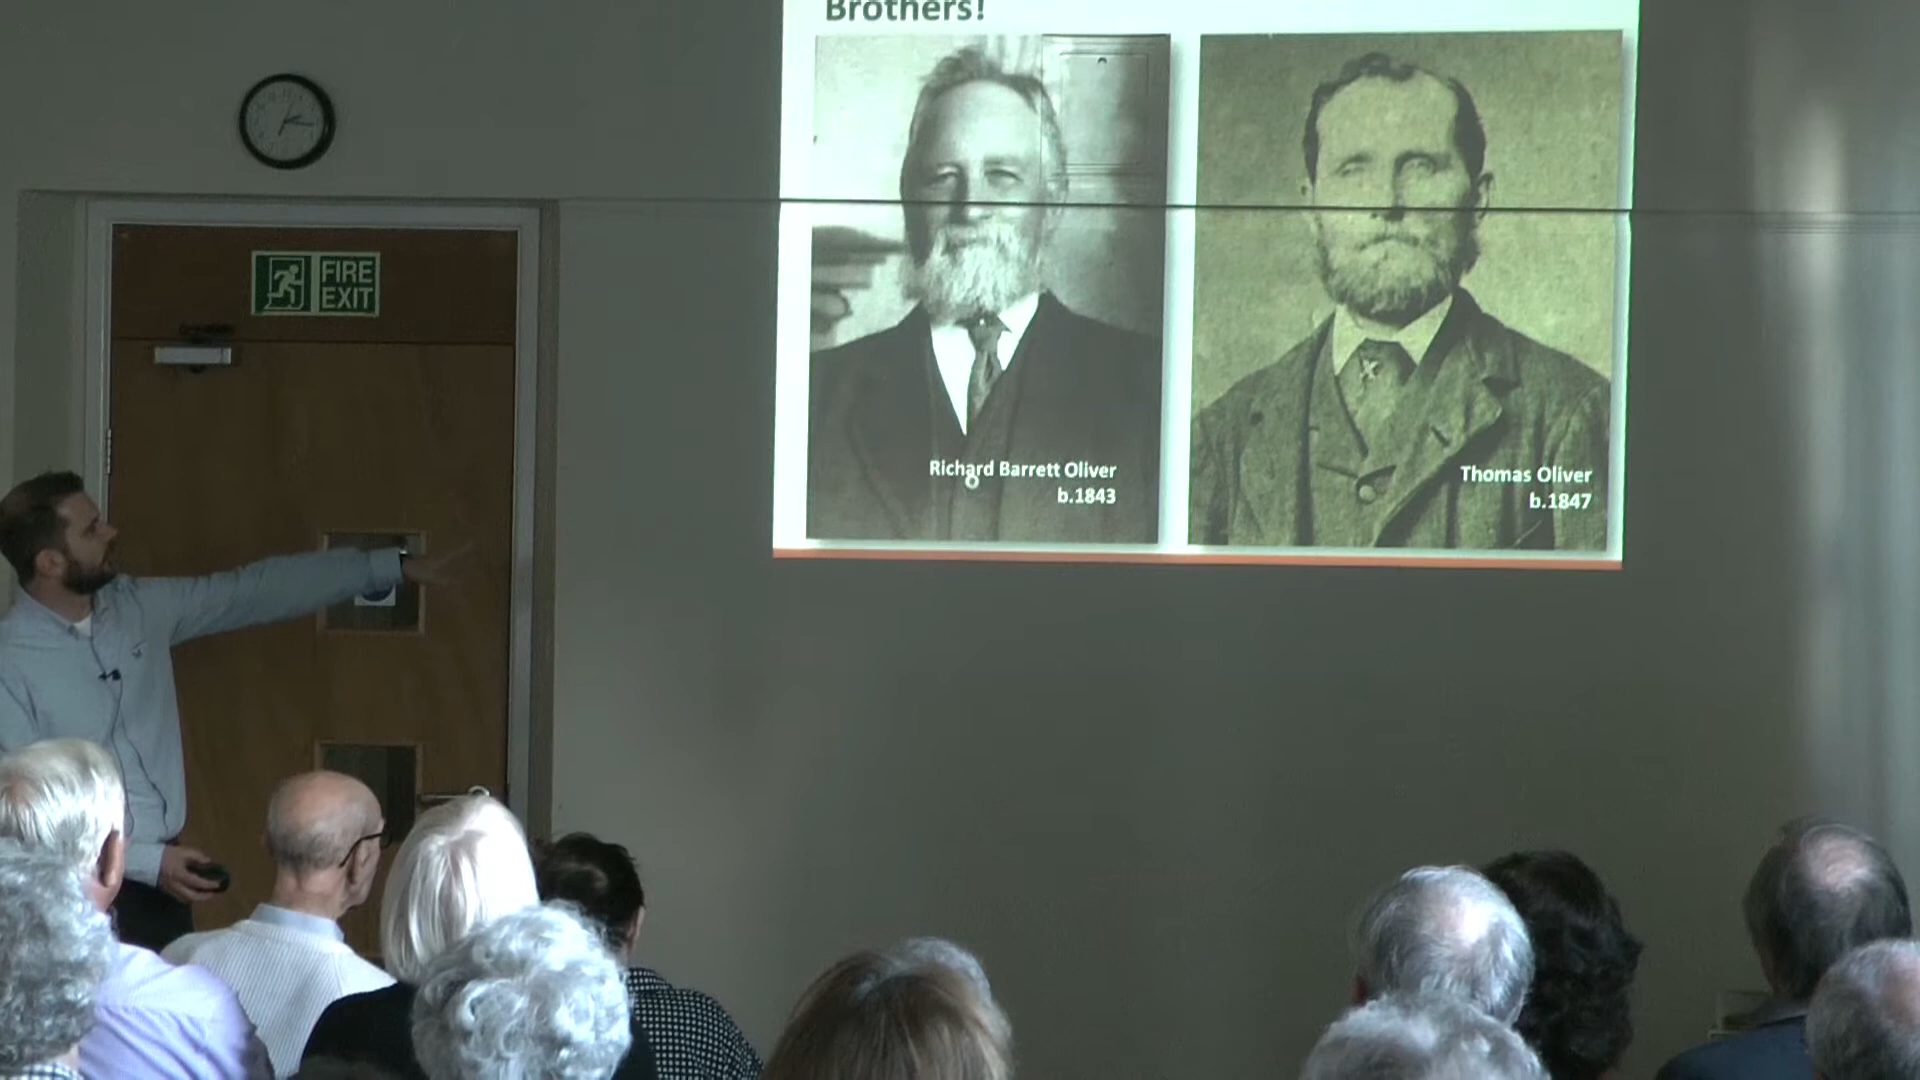 Brothers!
FIRE
EXIT
Richard Barrett Oliver
b.1843
Thomas Oliver
b.1847